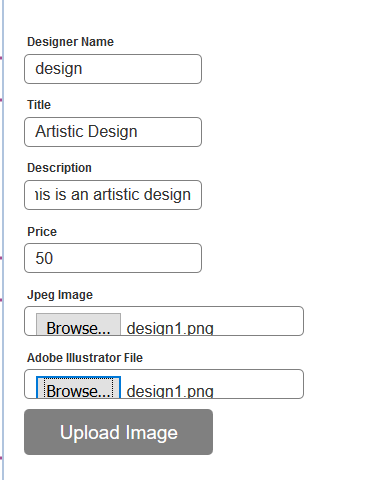 Designer Name
design
Title
Artistic Design
Description
is is an artistic design
Price
50
Jpeg Image
Browse... design1.png
Adobe Illustrator File
Browse... design1.png
Upload Image